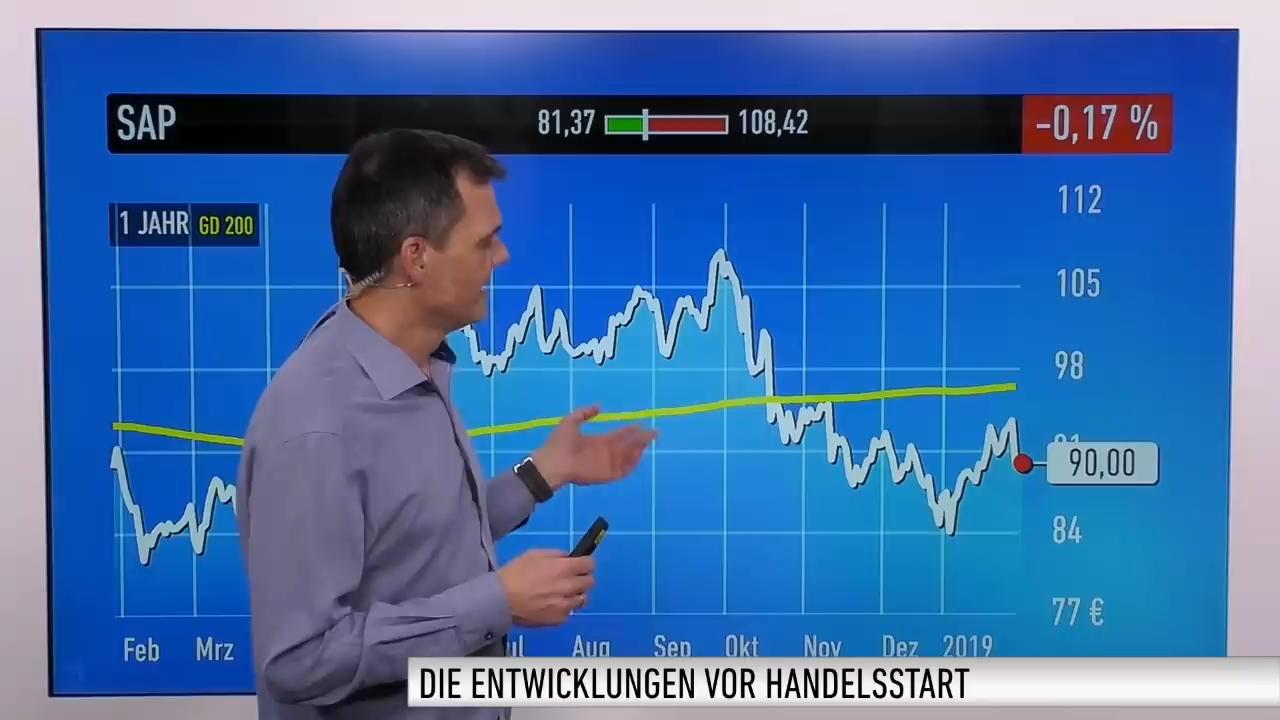 SAP
81,37
108,42
-0,17 %
1 JAHR GD 200
112
105
98
90,00
84
77 €
Feb Mrz Aug Sep Okt Nov Dez 2019
DIE ENTWICKLUNGEN VOR HANDELSSTART